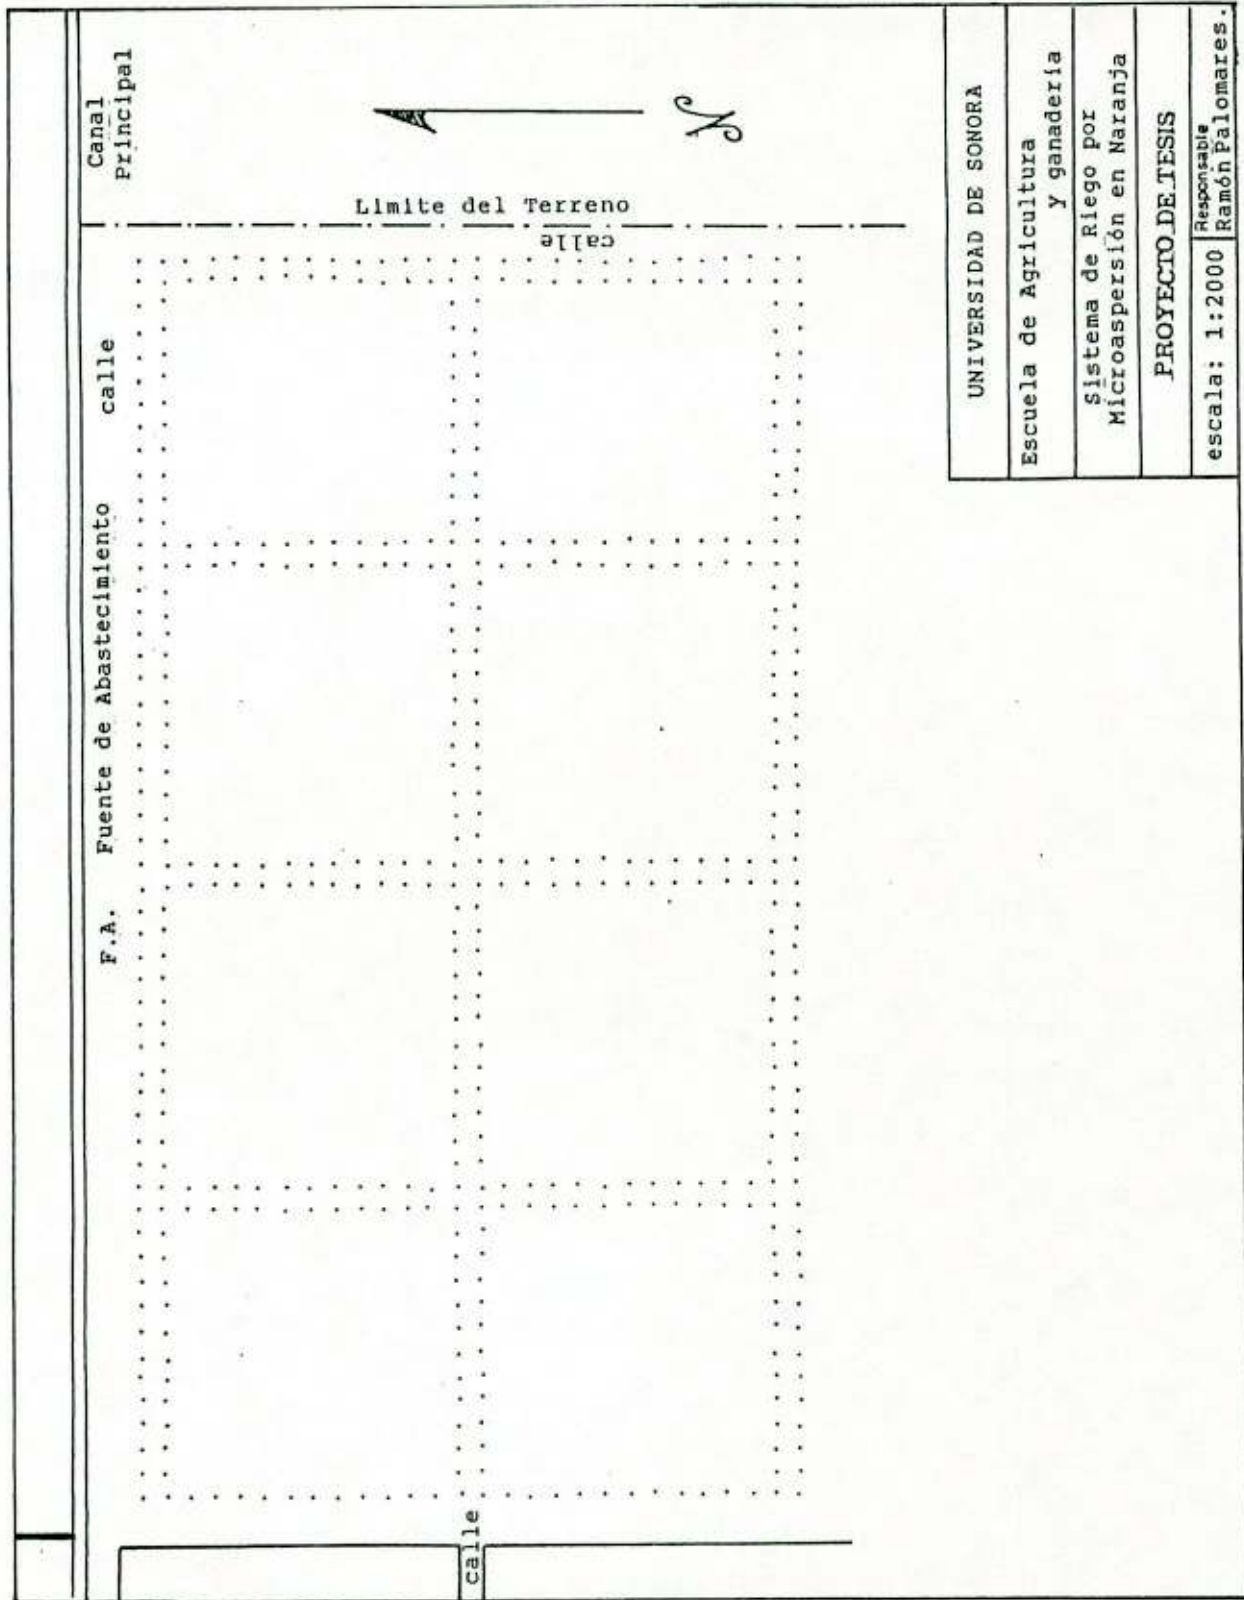 Canal
Principal
calle
F.A. Fuente de Abastecimiento
Limite del Terreno
calle
calle
N
UNIVERSIDAD DE SONORA
Escuela de Agricultura
y ganadería
Sistema de Riego por
Microaspersión en Naranja
PROYECTO DE TESIS
escala: 1:2000
Responsable
Ramón Palomares.